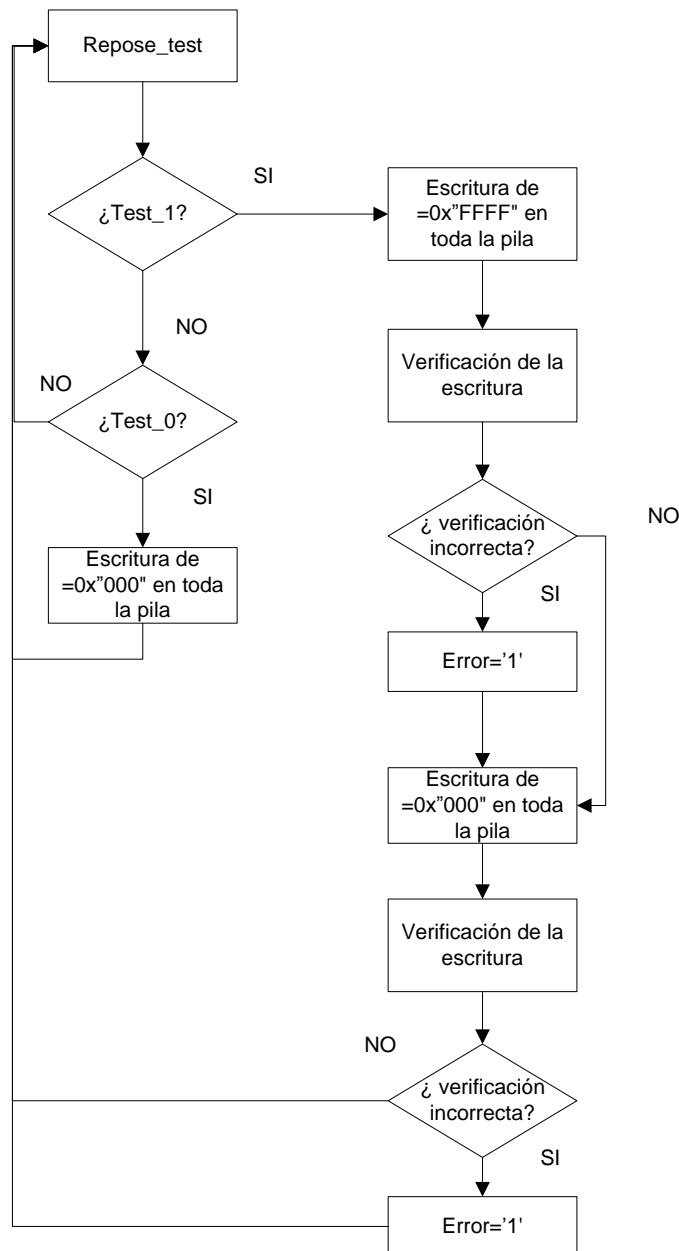 Repose_test
¿Test_1?
SI
Escritura de
=0x"FFFF" en
toda la pila
NO
Verificación de la
escritura
NO
¿Test_0?
SI
Escritura de
=0x"000" en toda
la pila
¿ verificación
incorrecta?
NO
SI
Error='1'
Escritura de
=0x"000" en toda
la pila
Verificación de la
escritura
NO
¿ verificación
incorrecta?
SI
Error='1'